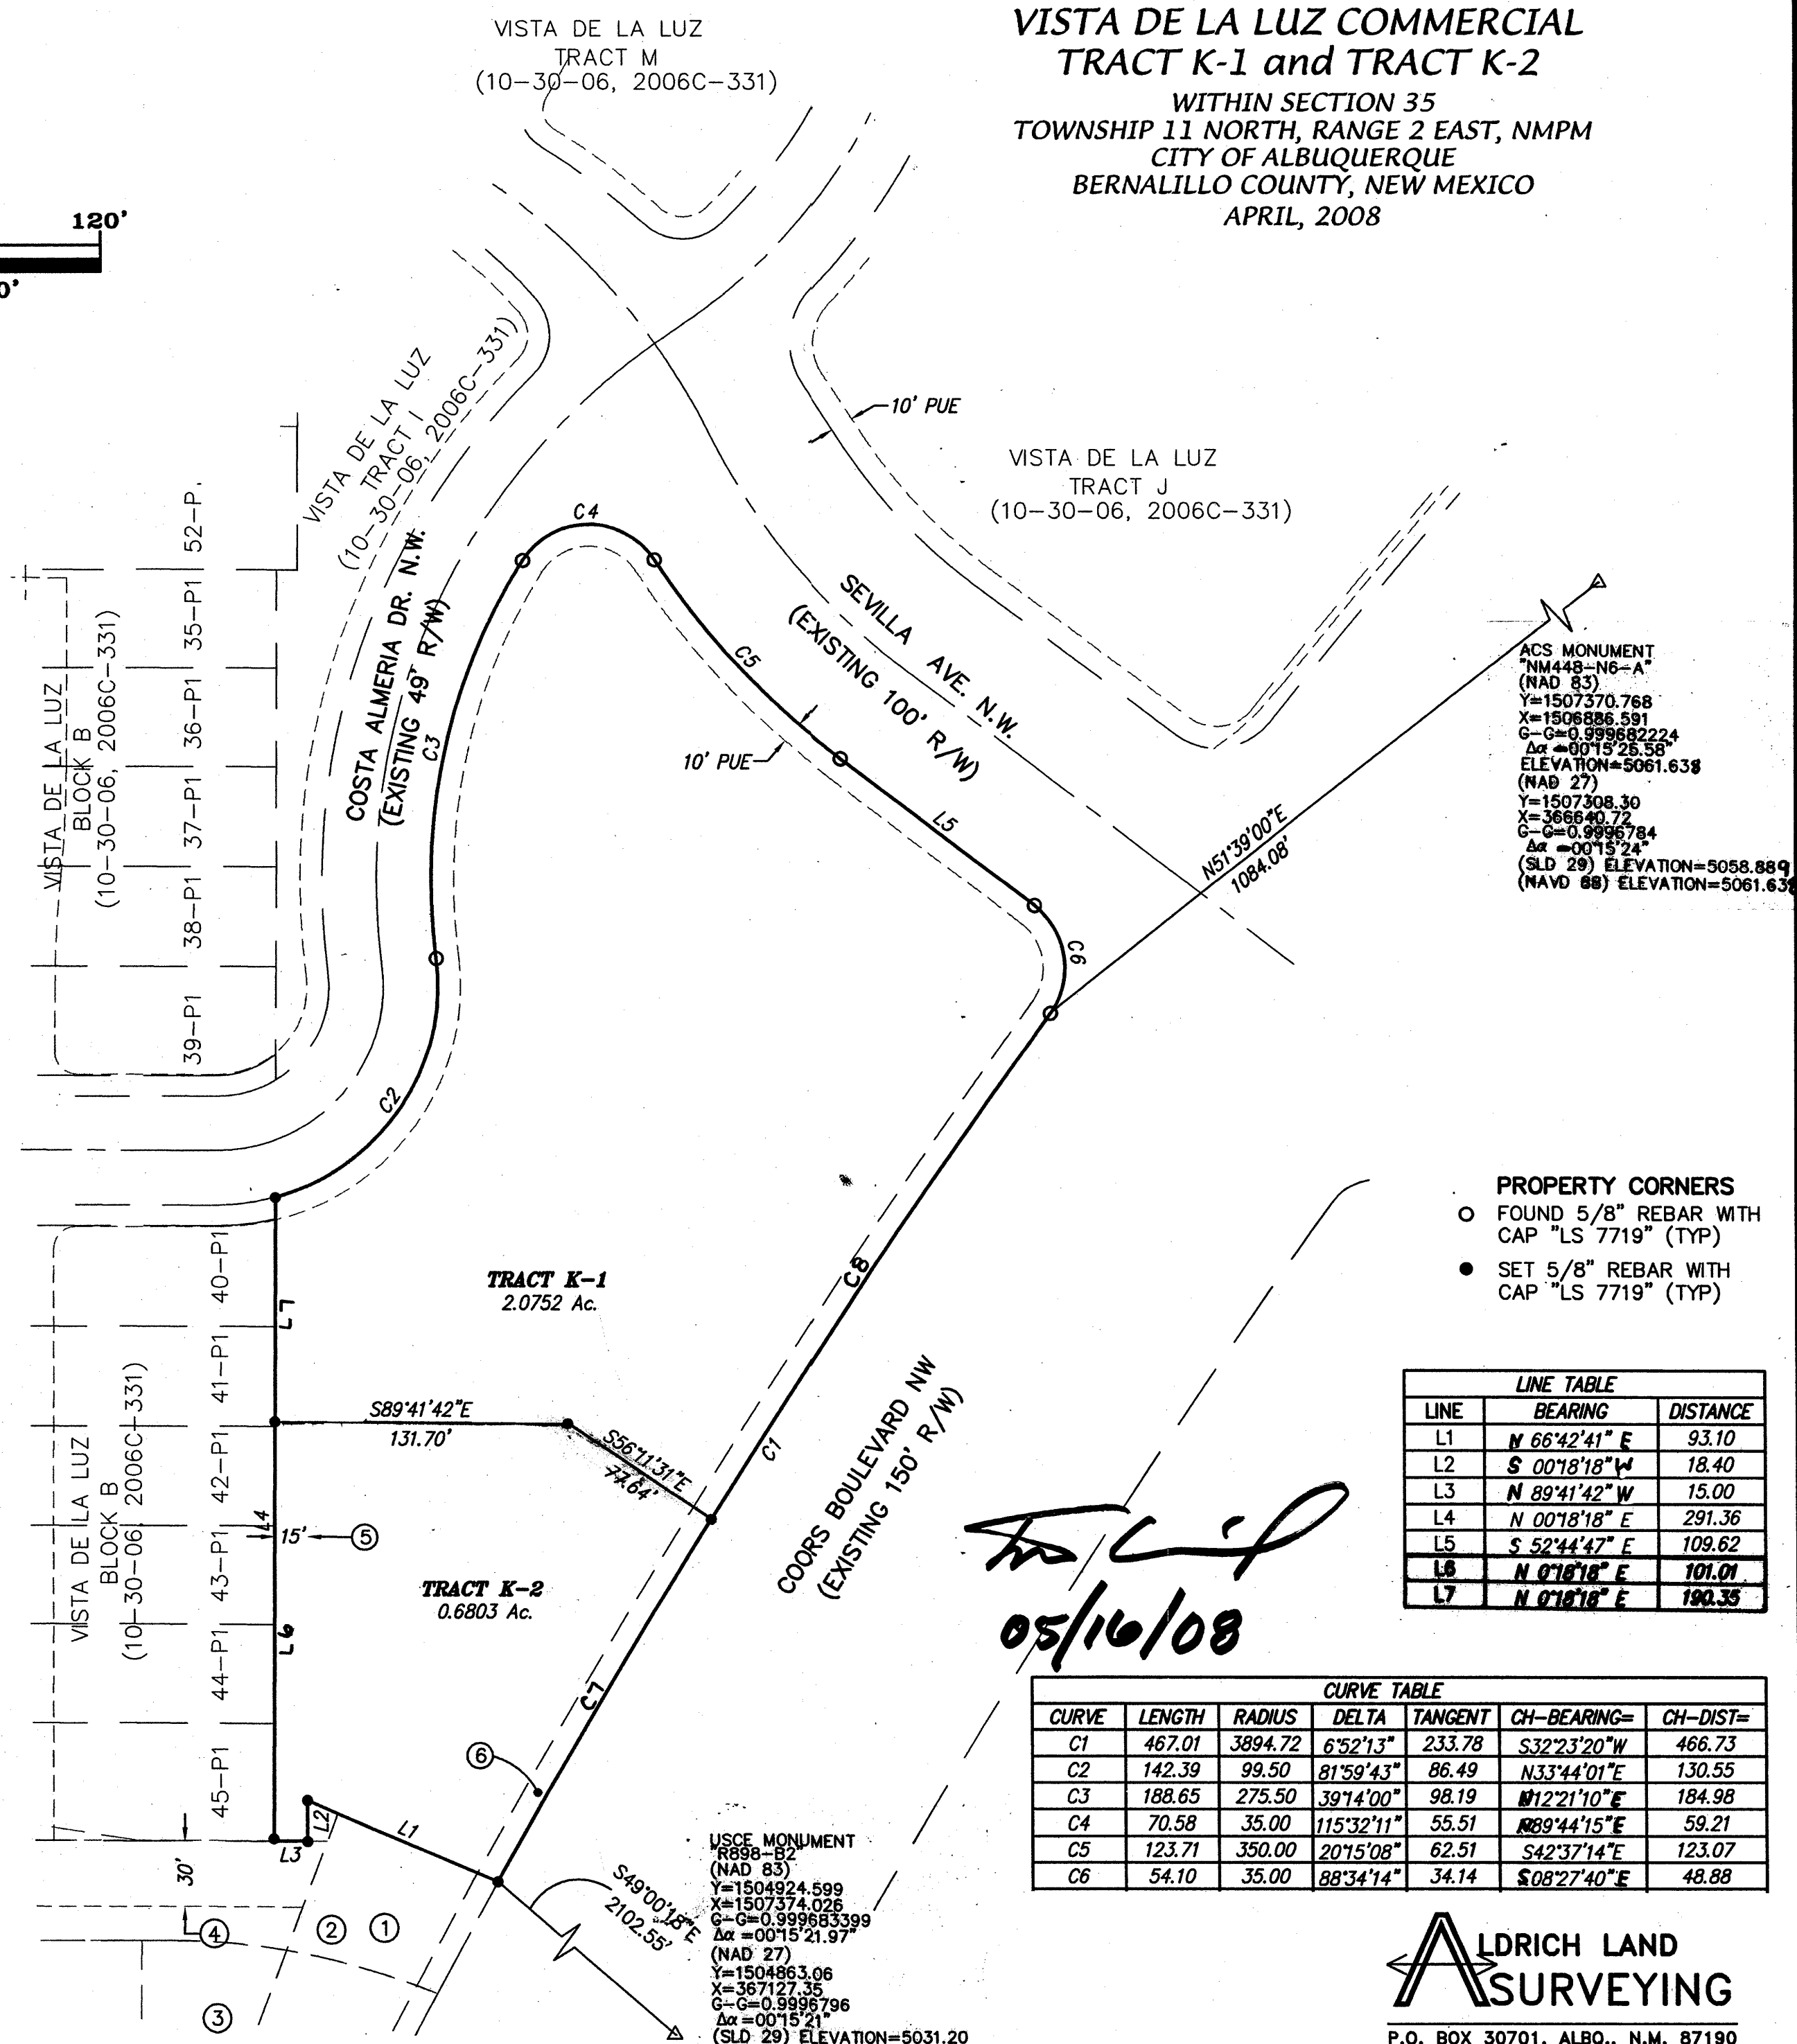 VISTA DE LA LUZ COMMERCIAL
TRACT K-1 and TRACT K-2
WITHIN SECTION 35
TOWNSHIP 11 NORTH, RANGE 2 EAST, NMPM
CITY OF ALBUQUERQUE
BERNALILLO COUNTY, NEW MEXICO
APRIL, 2008
VISTA DE LA LUZ
TRACT M
(10-30-06, 2006C-331)
120'
0'
VISTA DE LA LUZ
TRACT I
(10-30-06, 2006C-331)
10' PUE
VISTA DE LA LUZ
TRACT J
(10-30-06, 2006C-331)
C4
COSTA ALMERIA DR. N.W.
(EXISTING 49' R/W)
C3
C5
10' PUE
SEVILLA AVE. N.W.
(EXISTING 100' R/W)
L5
C6
N51°39'00"E
1084.08'
ACS MONUMENT
"NM448-N6-A"
(NAD 83)
Y=1507370.768
X=1506886.591
G-G=0.999682224
Δα =-00°15'25.58"
ELEVATION=5061.638
(NAD 27)
Y=1507308.30
X=366640.72
G-G=0.9996784
Δα =-00°15'24"
(SLD 29) ELEVATION=5058.889
(NAVD 88) ELEVATION=5061.638
52-P.
35-P1
36-P1
37-P1
38-P1
39-P1
VISTA DE LA LUZ
BLOCK B
(10-30-06, 2006C-331)
C2
L7
40-P1
41-P1
42-P1
43-P1
44-P1
45-P1
VISTA DE LA LUZ
BLOCK B
(10-30-06, 2006C-331)
TRACT K-1
2.0752 Ac.
C8
C1
S89°41'42"E
131.70'
S56°11'31"E
77.64'
L4
15'
5
TRACT K-2
0.6803 Ac.
L6
C7
6
COORS BOULEVARD NW
(EXISTING 150' R/W)
L2
L1
L3
30'
4
2
1
3
S49°00'18"E
2102.55'
USCE MONUMENT
"R898-B2"
(NAD 83)
Y=1504924.599
X=1507374.026
G-G=0.999683399
Δα =-00°15'21.97"
(NAD 27)
Y=1504863.06
X=367127.35
G-G=0.9996796
Δα =-00°15'21"
(SLD 29) ELEVATION=5031.20
PROPERTY CORNERS
FOUND 5/8" REBAR WITH
CAP "LS 7719" (TYP)
SET 5/8" REBAR WITH
CAP "LS 7719" (TYP)
LINE TABLE
LINE BEARING DISTANCE
L1 N 66°42'41" E 93.10
L2 S 00°18'18" W 18.40
L3 N 89°41'42" W 15.00
L4 N 00°18'18" E 291.36
L5 S 52°44'47" E 109.62
L6 N 0°18'18" E 101.01
L7 N 0°18'18" E 190.35
05/16/08
CURVE TABLE
CURVE LENGTH RADIUS DELTA TANGENT CH-BEARING= CH-DIST=
C1 467.01 3894.72 6°52'13" 233.78 S32°23'20"W 466.73
C2 142.39 99.50 81°59'43" 86.49 N33°44'01"E 130.55
C3 188.65 275.50 39°14'00" 98.19 N12°21'10"E 184.98
C4 70.58 35.00 115°32'11" 55.51 N89°44'15"E 59.21
C5 123.71 350.00 20°15'08" 62.51 S42°37'14"E 123.07
C6 54.10 35.00 88°34'14" 34.14 S08°27'40"E 48.88
ALDRICH LAND
SURVEYING
P.O. BOX 30701, ALBQ., N.M. 87190